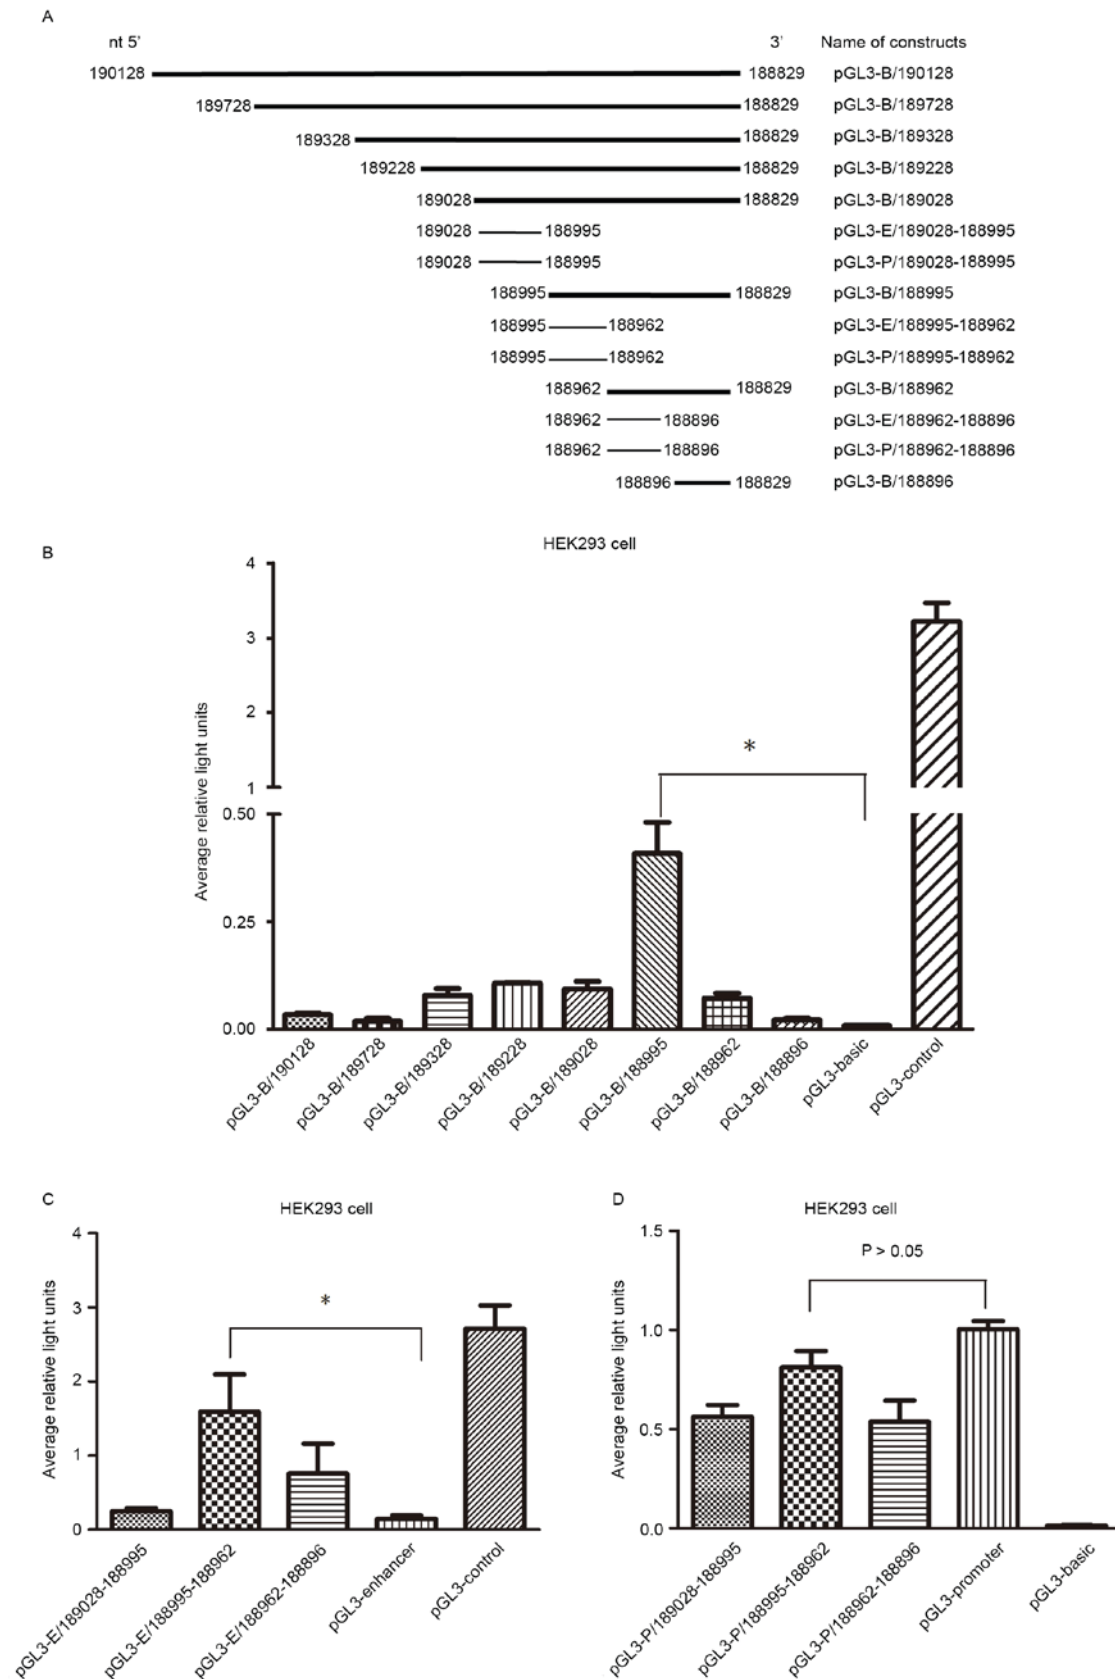 A
nt 5' 3' Name of constructs
190128 188829 pGL3-B/190128
189728 188829 pGL3-B/189728
189328 188829 pGL3-B/189328
189228 188829 pGL3-B/189228
189028 188829 pGL3-B/189028
189028 188995 pGL3-E/189028-188995
189028 188995 pGL3-P/189028-188995
188995 188829 pGL3-B/188995
188995 188962 pGL3-E/188995-188962
188995 188962 pGL3-P/188995-188962
188962 188829 pGL3-B/188962
188962 188896 pGL3-E/188962-188896
188962 188896 pGL3-P/188962-188896
188896 188829 pGL3-B/188896
B
HEK293 cell
Average relative light units
4
3
2
1
0.50
0.25
0.00
*
pGL3-B/190128
pGL3-B/189728
pGL3-B/189328
pGL3-B/189228
pGL3-B/189028
pGL3-B/188995
pGL3-B/188962
pGL3-B/188896
pGL3-basic
pGL3-control
C
HEK293 cell
Average relative light units
4
3
2
1
0
*
pGL3-E/189028-188995
pGL3-E/188995-188962
pGL3-E/188962-188896
pGL3-enhancer
pGL3-control
D
HEK293 cell
Average relative light units
1.5
1.0
0.5
0.0
P > 0.05
pGL3-P/189028-188995
pGL3-P/188995-188962
pGL3-P/188962-188896
pGL3-promoter
pGL3-basic